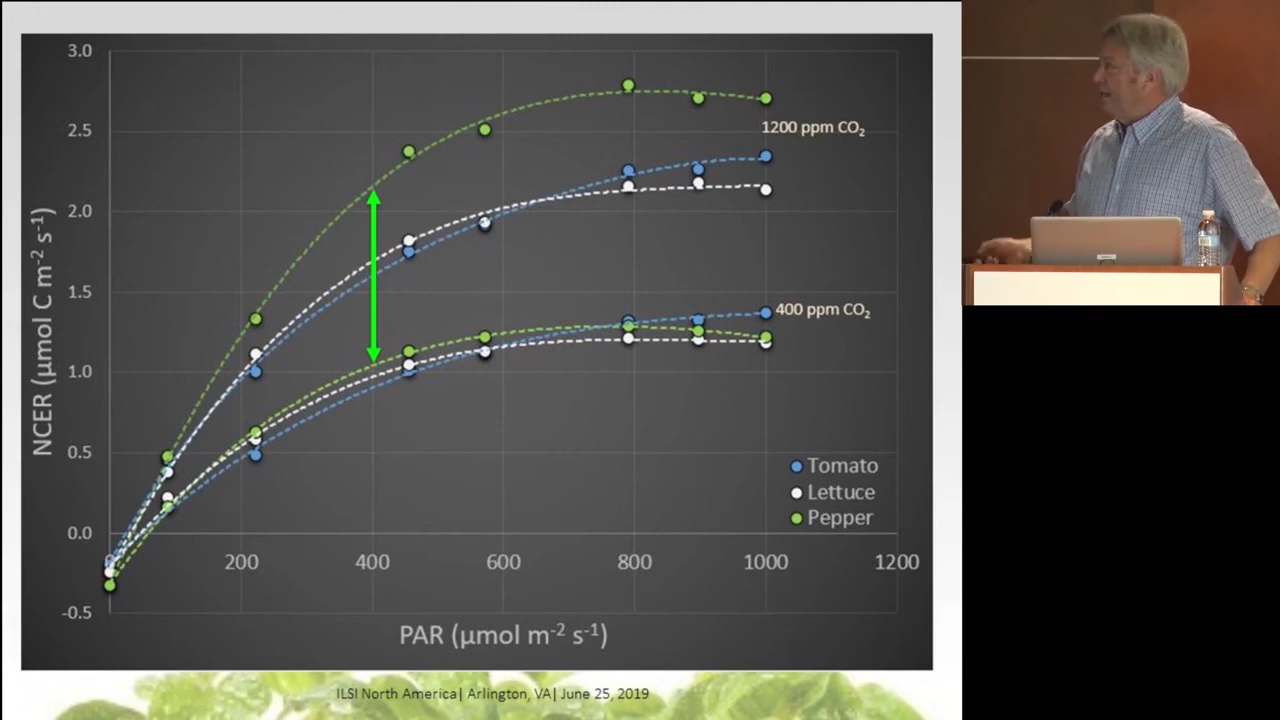 3.0
2.5
2.0
1.5
1.0
0.5
0.0
-0.5
NCER (µmol C m⁻² s⁻¹)
1200 ppm CO₂
400 ppm CO₂
Tomato
Lettuce
Pepper
0 200 400 600 800 1000 1200
PAR (µmol m⁻² s⁻¹)
ILSI North America| Arlington, VA| June 25, 2019